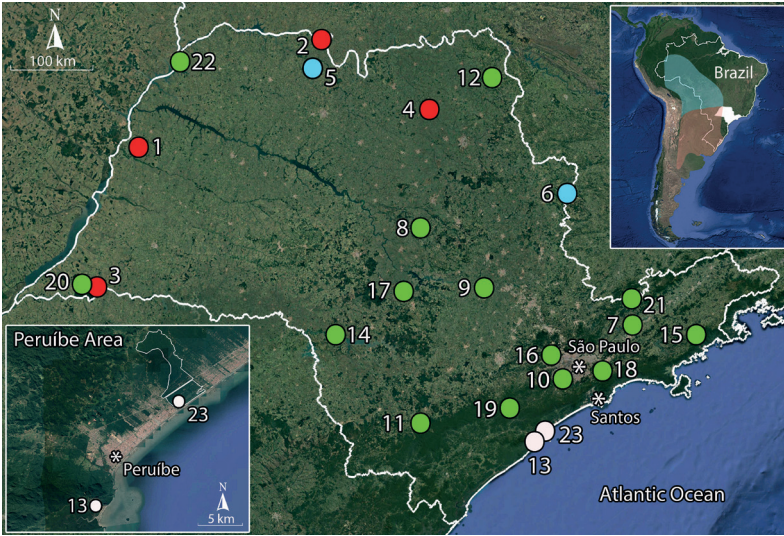 N
100 km
22
2
5
12
4
1
6
8
20
3
17
9
21
14
7
15
16
São Paulo
10
18
19
Santos
11
23
13
Atlantic Ocean
Brazil
Peruíbe Area
23
Peruíbe
13
N
5 km